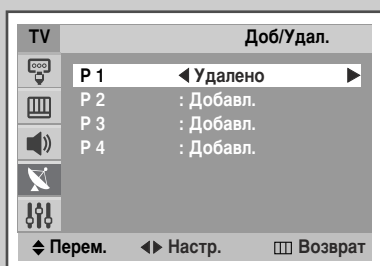 TV Доб/Удал.
P 1 ◀ Удалено ▶
P 2 : Добавл.
P 3 : Добавл.
P 4 : Добавл.
Перем. Настр. Возврат